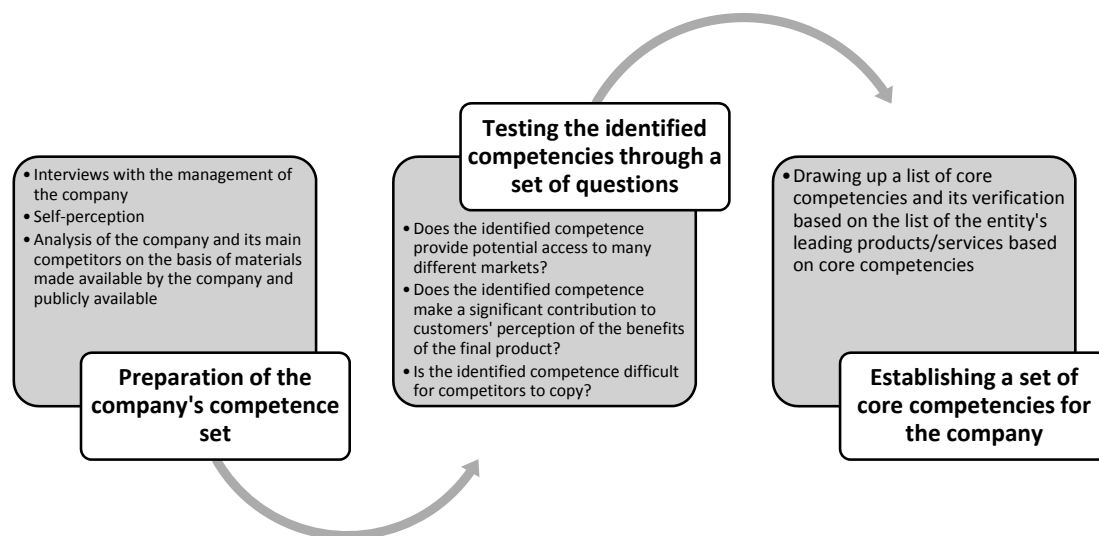 • Interviews with the management of
the company
• Self-perception
• Analysis of the company and its main
competitors on the basis of materials
made available by the company and
publicly available
Preparation of the
company's competence
set
Testing the identified
competencies through a
set of questions
• Does the identified competence
provide potential access to many
different markets?
• Does the identified competence
make a significant contribution to
customers' perception of the benefits
of the final product?
• Is the identified competence difficult
for competitors to copy?
• Drawing up a list of core
competencies and its verification
based on the list of the entity's
leading products/services based
on core competencies
Establishing a set of
core competencies for
the company